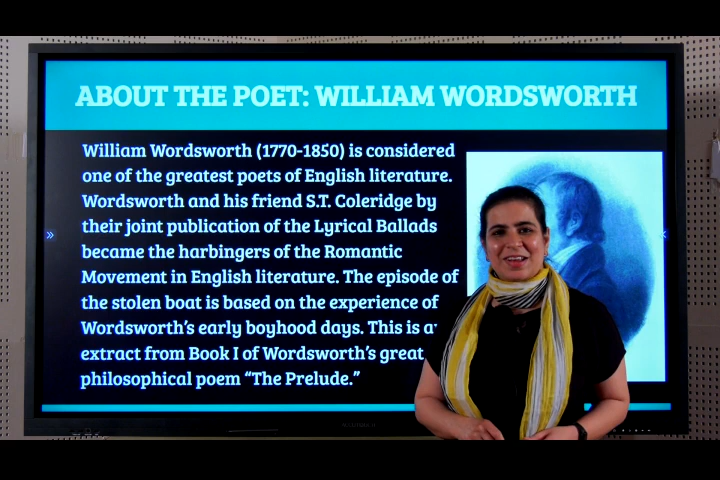 ABOUT THE POET: WILLIAM WORDSWORTH
William Wordsworth (1770-1850) is considered
one of the greatest poets of English literature.
Wordsworth and his friend S.T. Coleridge by
their joint publication of the Lyrical Ballads
became the harbingers of the Romantic
Movement in English literature. The episode of
the stolen boat is based on the experience of
Wordsworth's early boyhood days. This is
extract from Book I of Wordsworth's great
philosophical poem “The Prelude.”